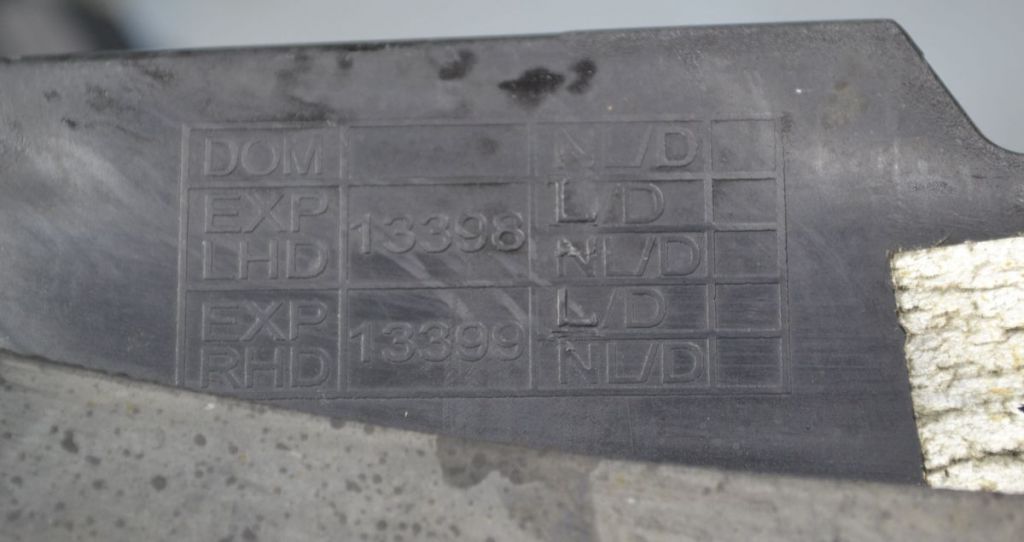 DOM NL/D
EXP L/D
13398
LHD NL/D
EXP L/D
13399
RHD NL/D